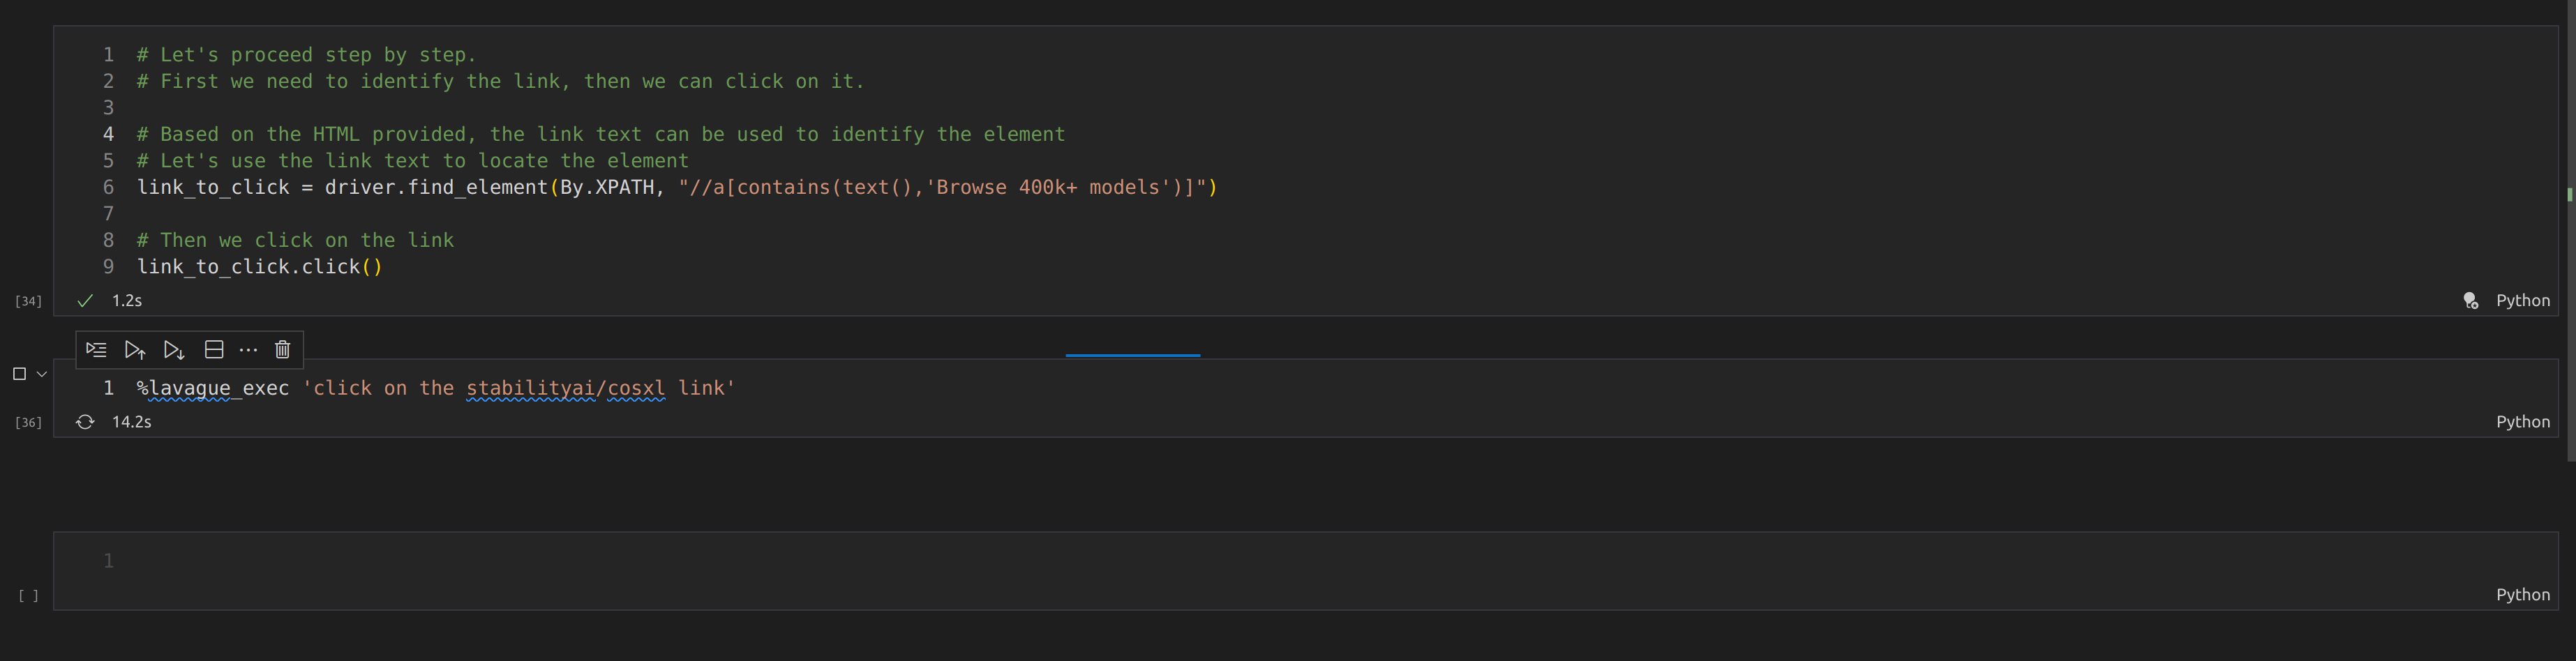 1 # Let's proceed step by step.
2 # First we need to identify the link, then we can click on it.
3
4 # Based on the HTML provided, the link text can be used to identify the element
5 # Let's use the link text to locate the element
6 link_to_click = driver.find_element(By.XPATH, "//a[contains(text(),'Browse 400k+ models')]")
7
8 # Then we click on the link
9 link_to_click.click()
[34] 1.2s Python
1 %lavague_exec 'click on the stabilityai/cosxl link'
[36] 14.2s Python
1
[ ] Python